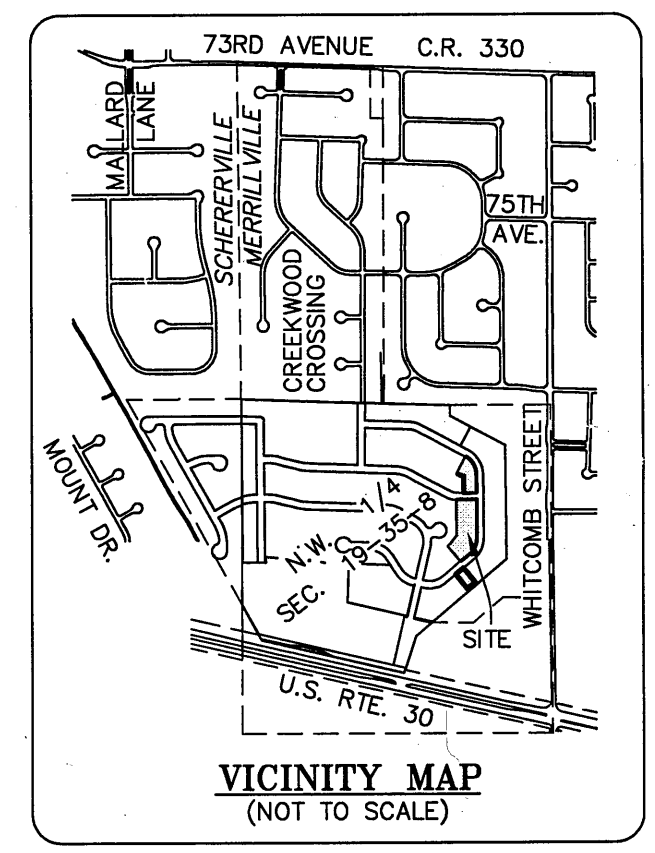 73RD AVENUE C.R. 330
MALLARD
LANE
SCHERERVILLE
MERRILLVILLE
75TH
AVE.
CREEKWOOD
CROSSING
MOUNT DR.
WHITCOMB STREET
N.W. 1/4
SEC. 19-35-8
SITE
U.S. RTE. 30
VICINITY MAP
(NOT TO SCALE)